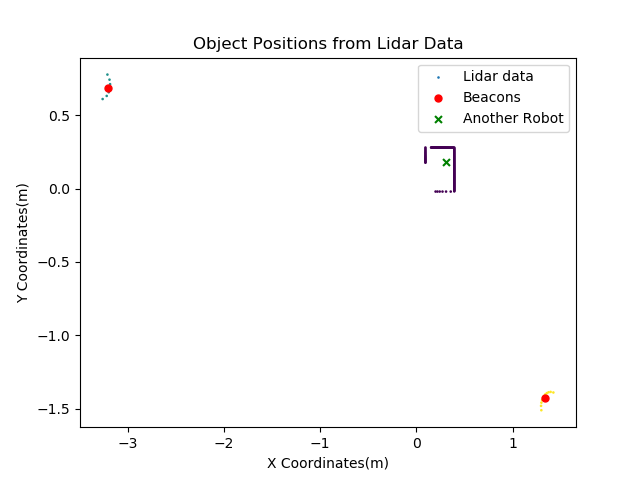 Object Positions from Lidar Data
Lidar data
Beacons
Another Robot
Y Coordinates(m)
0.5
0.0
−0.5
−1.0
−1.5
−3
−2
−1
0
1
X Coordinates(m)